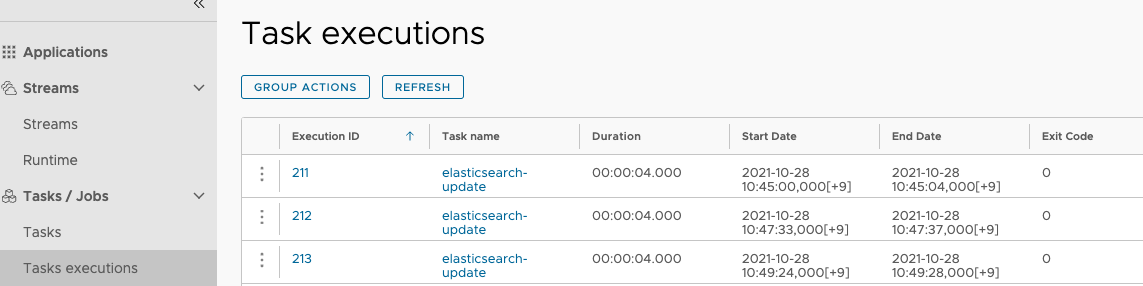 Task executions
Applications
Streams
Streams
Runtime
Tasks / Jobs
Tasks
Tasks executions
GROUP ACTIONS REFRESH
Execution ID Task name Duration Start Date End Date Exit Code
211 elasticsearch- 00:00:04.000 2021-10-28 2021-10-28 0
update 10:45:00,000[+9] 10:45:04,000[+9]
212 elasticsearch- 00:00:04.000 2021-10-28 2021-10-28 0
update 10:47:33,000[+9] 10:47:37,000[+9]
213 elasticsearch- 00:00:04.000 2021-10-28 2021-10-28 0
update 10:49:24,000[+9] 10:49:28,000[+9]